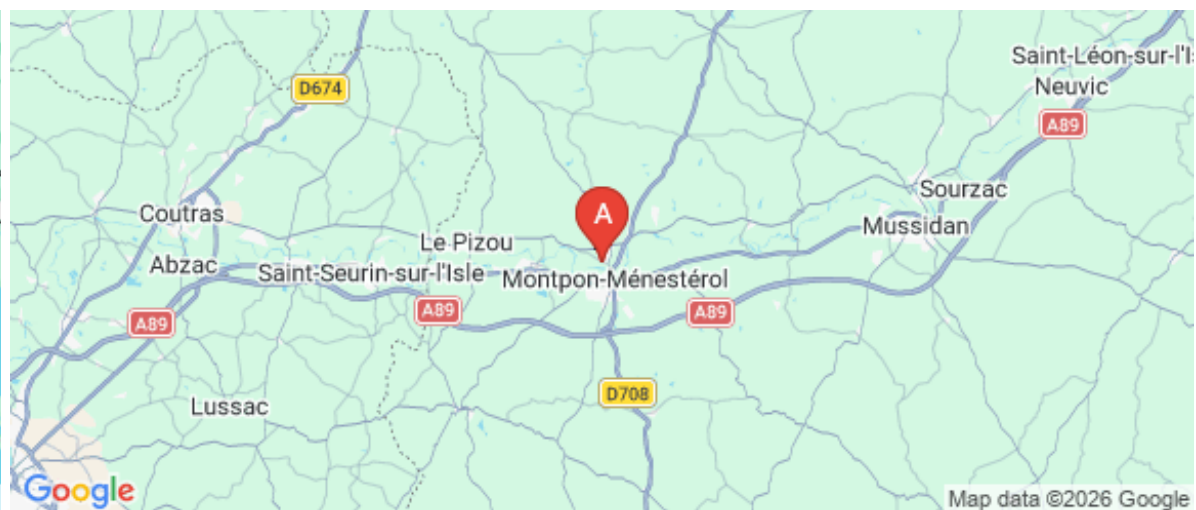 Saint-Léon-sur-l'Is
Neuvic
D674
A89
Sourzac
Coutras
A
Mussidan
Le Pizou
Abzac
Saint-Seurin-sur-l'Isle
Montpon-Ménestérol
A89
A89
A89
D708
Lussac
Google
Map data ©2026 Google